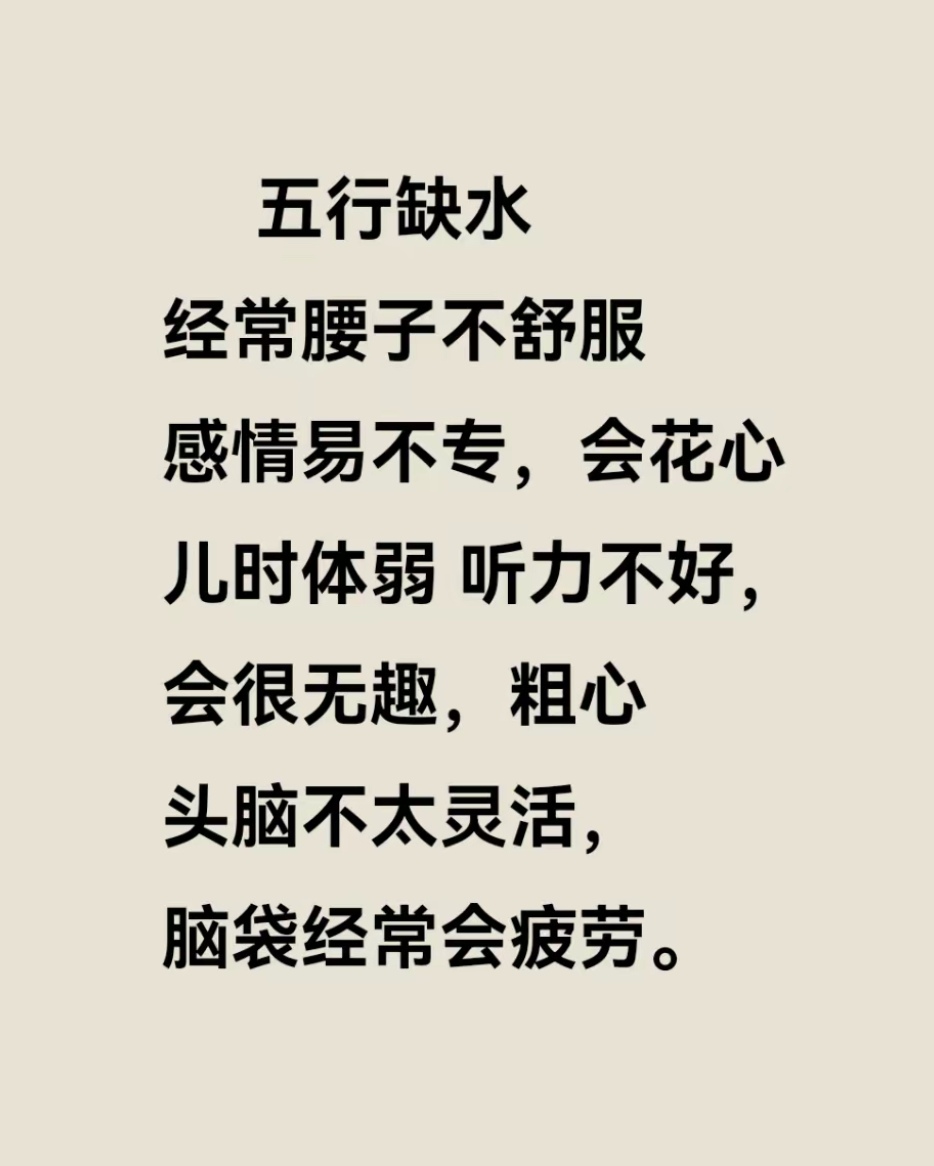 五行缺水
经常腰子不舒服
感情易不专，会花心
儿时体弱 听力不好，
会很无趣，粗心
头脑不太灵活，
脑袋经常会疲劳。